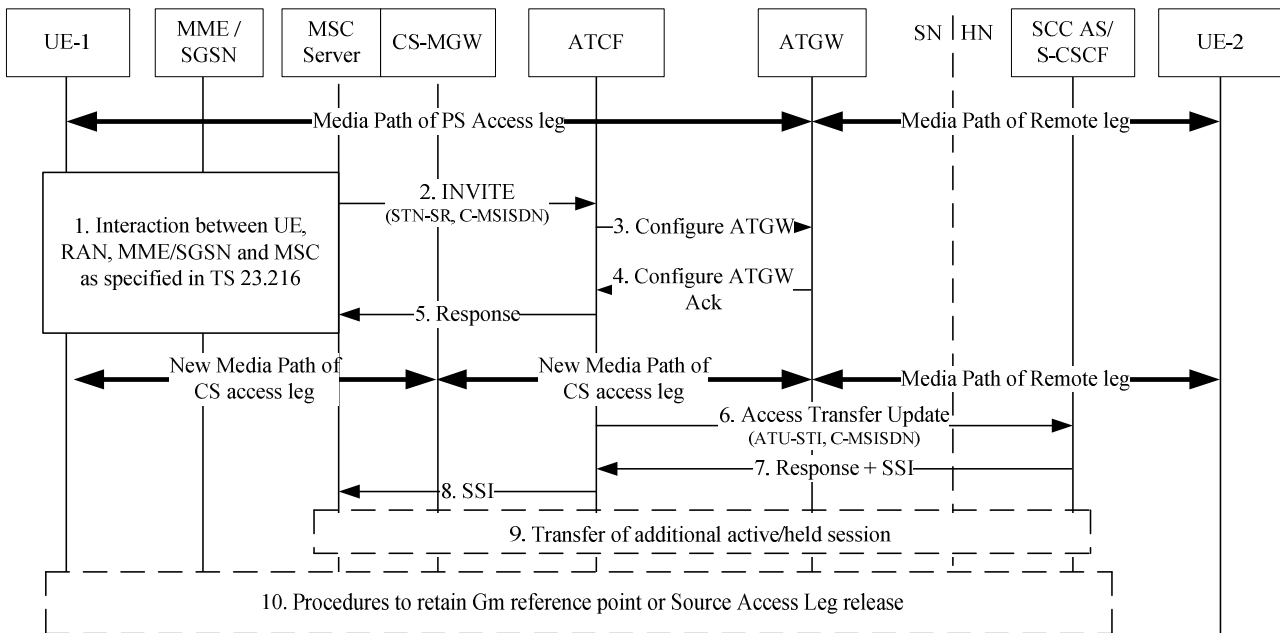 UE-1
MME /
SGSN
MSC
Server
CS-MGW
ATCF
ATGW
SN
HN
SCC AS/
S-CSCF
UE-2
Media Path of PS Access leg
Media Path of Remote leg
1. Interaction between UE,
RAN, MME/SGSN and MSC
as specified in TS 23.216
2. INVITE
(STN-SR, C-MSISDN)
3. Configure ATGW
4. Configure ATGW
Ack
5. Response
New Media Path of
CS access leg
New Media Path of
CS access leg
Media Path of Remote leg
6. Access Transfer Update
(ATU-STI, C-MSISDN)
7. Response + SSI
8. SSI
9. Transfer of additional active/held session
10. Procedures to retain Gm reference point or Source Access Leg release